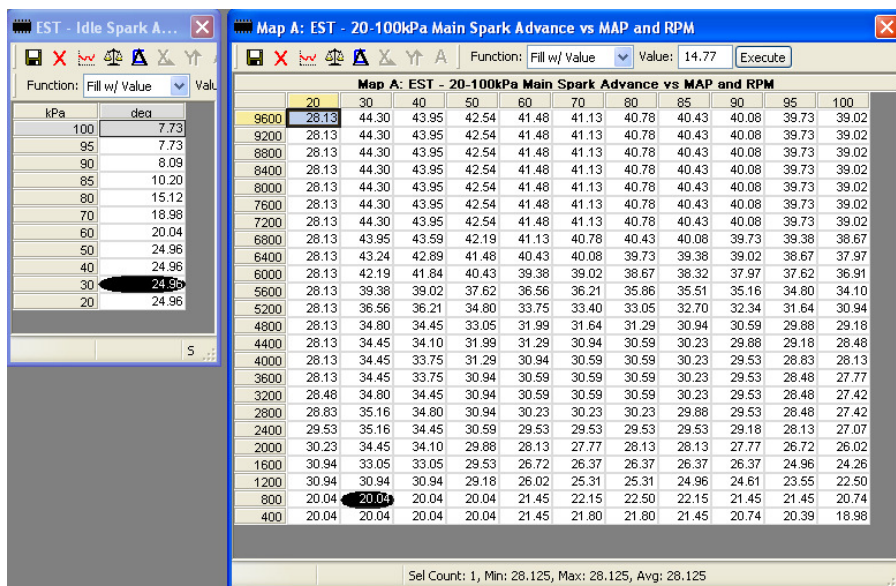 EST - Idle Spark A...
Function: Fill w/ Value Valu
kPa deg
100 7.73
95 7.73
90 8.09
85 10.20
80 15.12
70 18.98
60 20.04
50 24.96
40 24.96
30 24.96
20 24.96
S
Map A: EST - 20-100kPa Main Spark Advance vs MAP and RPM
Function: Fill w/ Value Value: 14.77 Execute
Map A: EST - 20-100kPa Main Spark Advance vs MAP and RPM
20 30 40 50 60 70 80 85 90 95 100
9600 28.13 44.30 43.95 42.54 41.48 41.13 40.78 40.43 40.08 39.73 39.02
9200 28.13 44.30 43.95 42.54 41.48 41.13 40.78 40.43 40.08 39.73 39.02
8800 28.13 44.30 43.95 42.54 41.48 41.13 40.78 40.43 40.08 39.73 39.02
8400 28.13 44.30 43.95 42.54 41.48 41.13 40.78 40.43 40.08 39.73 39.02
8000 28.13 44.30 43.95 42.54 41.48 41.13 40.78 40.43 40.08 39.73 39.02
7600 28.13 44.30 43.95 42.54 41.48 41.13 40.78 40.43 40.08 39.73 39.02
7200 28.13 44.30 43.95 42.54 41.48 41.13 40.78 40.43 40.08 39.73 39.02
6800 28.13 43.95 43.59 42.19 41.13 40.78 40.43 40.08 39.73 39.38 38.67
6400 28.13 43.24 42.89 41.48 40.43 40.08 39.73 39.38 39.02 38.67 37.97
6000 28.13 42.19 41.84 40.43 39.38 39.02 38.67 38.32 37.97 37.62 36.91
5600 28.13 39.38 39.02 37.62 36.56 36.21 35.86 35.51 35.16 34.80 34.10
5200 28.13 36.56 36.21 34.80 33.75 33.40 33.05 32.70 32.34 31.64 30.94
4800 28.13 34.80 34.45 33.05 31.99 31.64 31.29 30.94 30.59 29.88 29.18
4400 28.13 34.45 34.10 31.99 31.29 30.94 30.59 30.23 29.88 29.18 28.48
4000 28.13 34.45 33.75 31.29 30.94 30.59 30.59 30.23 29.53 28.83 28.13
3600 28.13 34.45 33.75 30.94 30.59 30.59 30.59 30.23 29.53 28.48 27.77
3200 28.48 34.80 34.45 30.94 30.59 30.59 30.59 30.23 29.53 28.48 27.42
2800 28.83 35.16 34.80 30.94 30.23 30.23 30.23 29.88 29.53 28.48 27.42
2400 29.53 35.16 34.45 30.59 29.53 29.53 29.53 29.53 29.18 28.13 27.07
2000 30.23 34.45 34.10 29.88 28.13 27.77 28.13 28.13 27.77 26.72 26.02
1600 30.94 33.05 33.05 29.53 26.72 26.37 26.37 26.37 26.37 24.96 24.26
1200 30.94 30.94 30.94 29.18 26.02 25.31 25.31 24.96 24.61 23.55 22.50
800 20.04 20.04 20.04 20.04 21.45 22.15 22.50 22.15 21.45 21.45 20.74
400 20.04 20.04 20.04 20.04 21.45 21.80 21.80 21.45 20.74 20.39 18.98
Sel Count: 1, Min: 28.125, Max: 28.125, Avg: 28.125